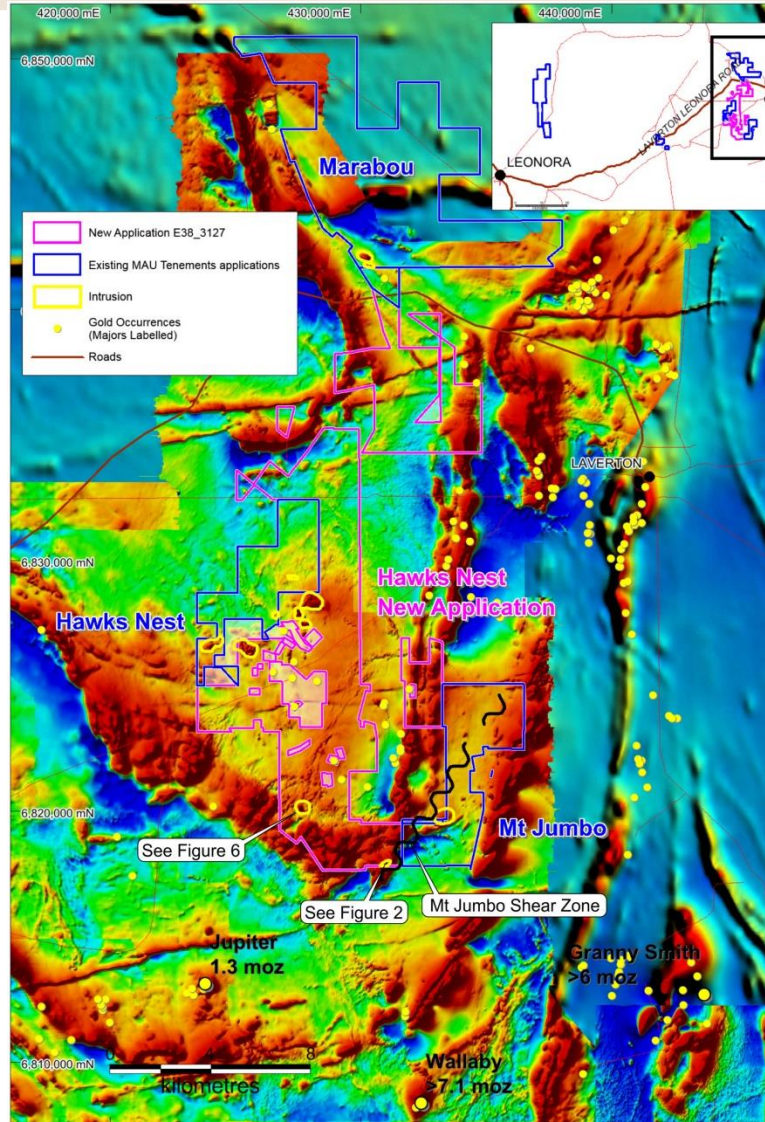 420,000 mE
430,000 mE
440,000 mE
6,850,000 mN
LAVERTON LEONORA ROAD
LEONORA
Marabou
New Application E38_3127
Existing MAU Tenements applications
Intrusion
Gold Occurrences
(Majors Labelled)
Roads
LAVERTON
6,830,000 mN
Hawks Nest
New Application
Hawks Nest
6,820,000 mN
Mt Jumbo
See Figure 6
See Figure 2
Mt Jumbo Shear Zone
Jupiter
1.3 moz
Granny Smith
>6 moz
6,810,000 mN
0
8
kilometres
Wallaby
>7.1 moz